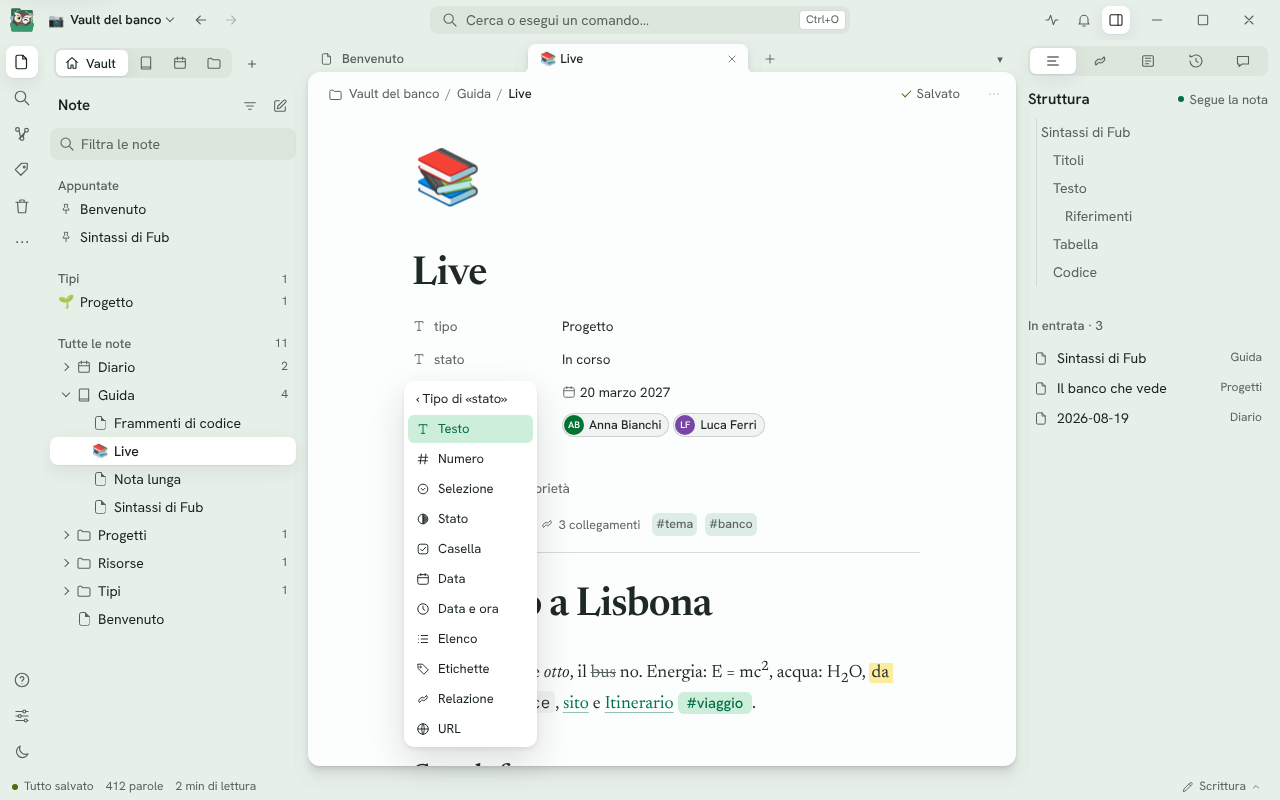 Vault del banco
Cerca o esegui un comando…
Ctrl+O
Vault
Benvenuto
Live
Note
Filtra le note
Appuntate
Benvenuto
Sintassi di Fub
Tipi 1
Progetto 1
Tutte le note 11
Diario 2
Guida 4
Frammenti di codice
Live
Nota lunga
Sintassi di Fub
Progetti 1
Risorse 1
Tipi 1
Benvenuto
Vault del banco / Guida / Live
Salvato
Live
tipo Progetto
stato In corso
20 marzo 2027
AB Anna Bianchi LF Luca Ferri
‹ Tipo di «stato»
Testo
Numero
Selezione
Stato
Casella
Data
Data e ora
Elenco
Etichette
Relazione
URL
3 collegamenti #tema #banco
a Lisbona
otto, il bus no. Energia: E = mc², acqua: H₂O, da
, sito e Itinerario #viaggio.
Struttura
Segue la nota
Sintassi di Fub
Titoli
Testo
Riferimenti
Tabella
Codice
In entrata · 3
Sintassi di Fub Guida
Il banco che vede Progetti
2026-08-19 Diario
Tutto salvato 412 parole 2 min di lettura
Scrittura